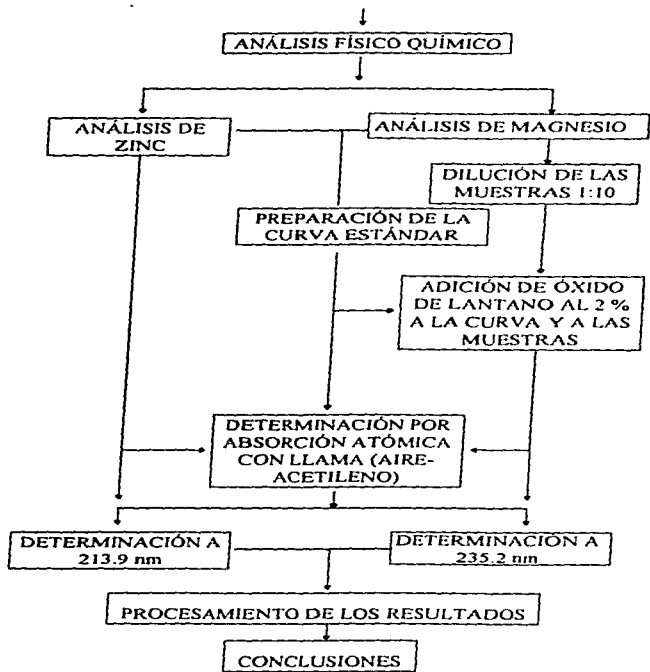 ANÁLISIS FÍSICO QUÍMICO
ANÁLISIS DE
ZINC
ANÁLISIS DE MAGNESIO
DILUCIÓN DE LAS
MUESTRAS 1:10
PREPARACIÓN DE LA
CURVA ESTÁNDAR
ADICIÓN DE ÓXIDO
DE LANTANO AL 2 %
A LA CURVA Y A LAS
MUESTRAS
DETERMINACIÓN POR
ABSORCIÓN ATÓMICA
CON LLAMA (AIRE-
ACETILENO)
DETERMINACIÓN A
213.9 nm
DETERMINACIÓN A
235.2 nm
PROCESAMIENTO DE LOS RESULTADOS
CONCLUSIONES